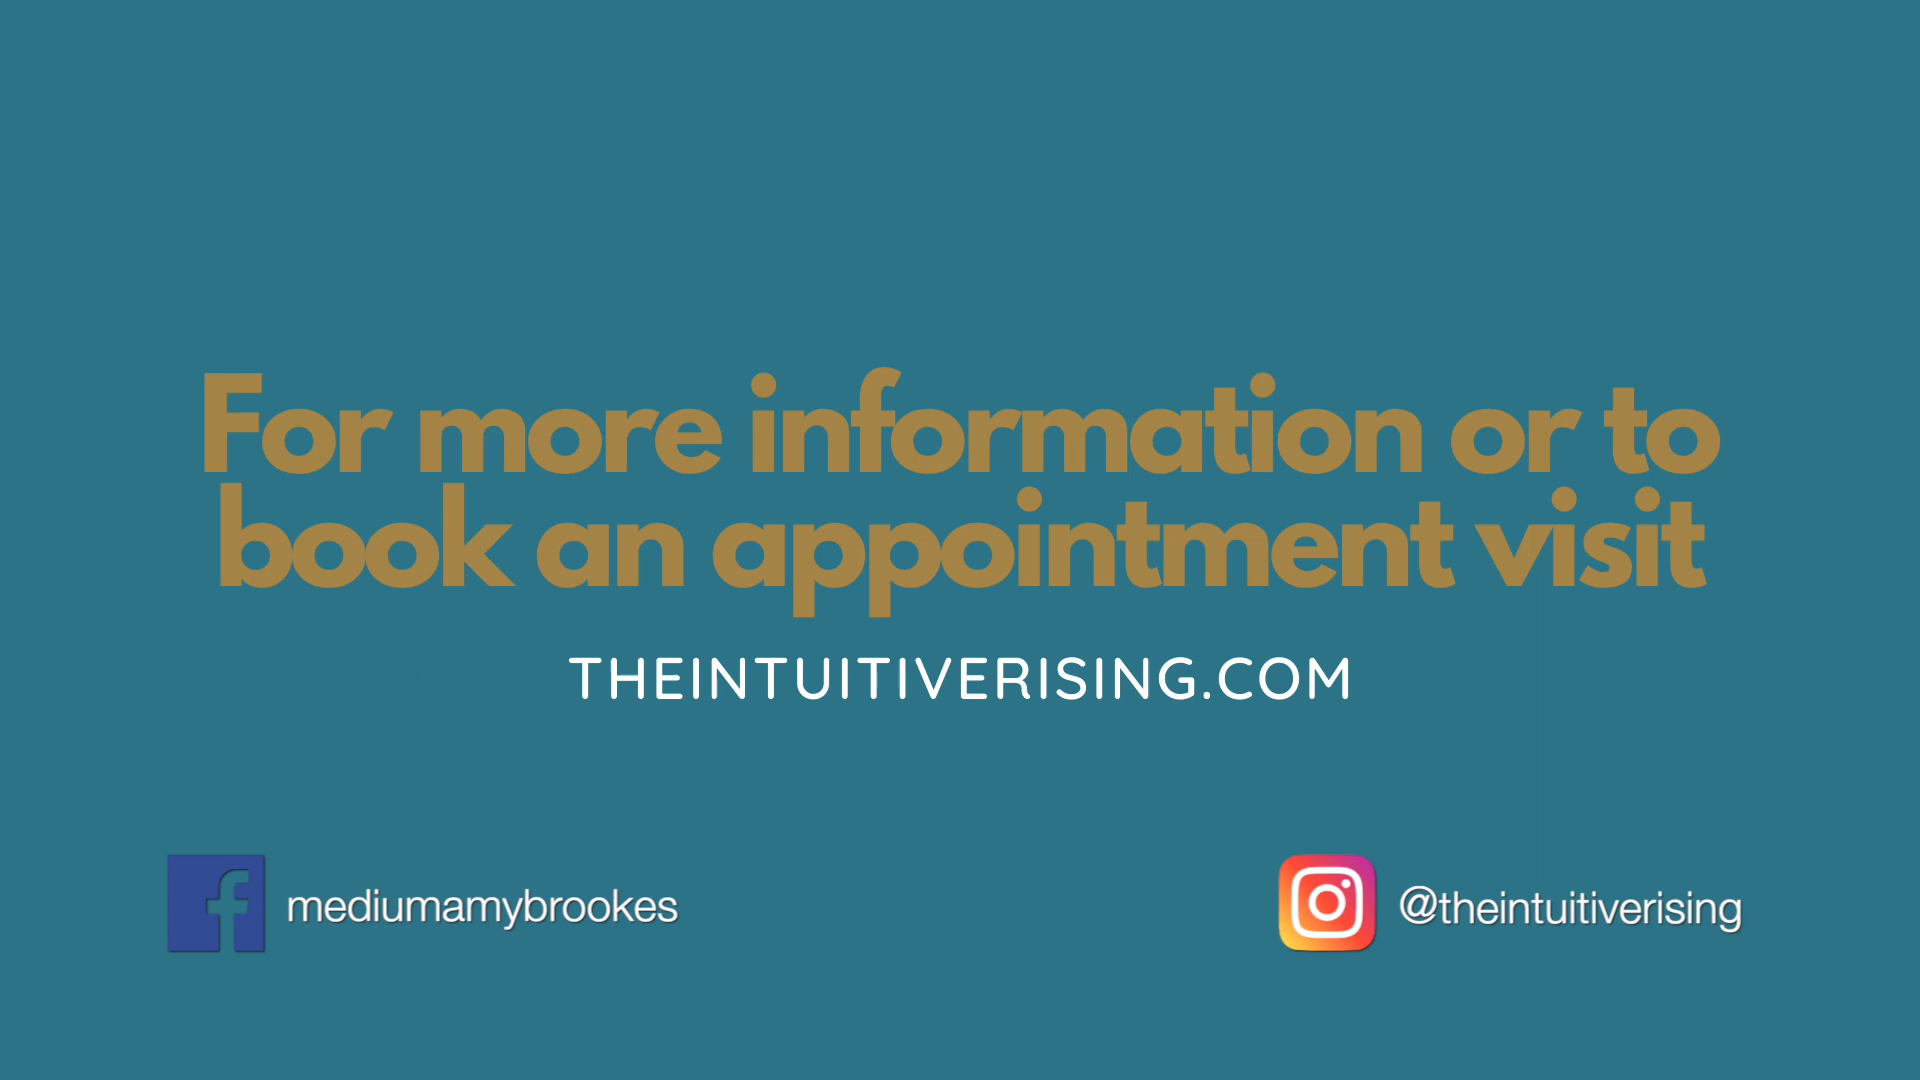 For more information or to
book an appointment visit
THEINTUITIVERISING.COM
mediumamybrookes
@theintuitiverising